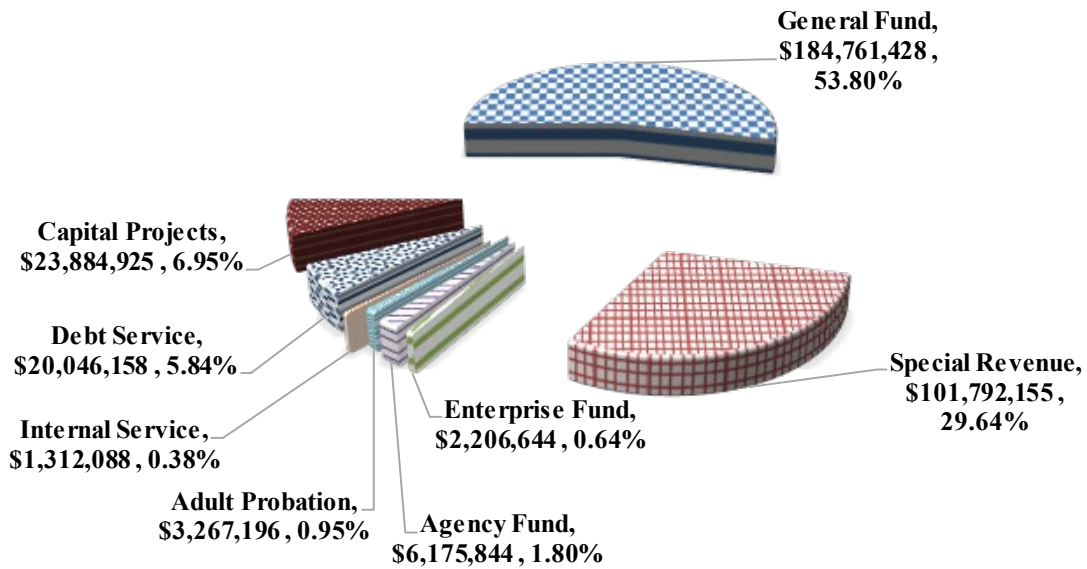 General Fund,
$184,761,428 ,
53.80%
Capital Projects,
$23,884,925 , 6.95%
Debt Service,
$20,046,158 , 5.84%
Special Revenue,
$101,792,155 ,
29.64%
Internal Service,
$1,312,088 , 0.38%
Enterprise Fund,
$2,206,644 , 0.64%
Adult Probation,
$3,267,196 , 0.95%
Agency Fund,
$6,175,844 , 1.80%